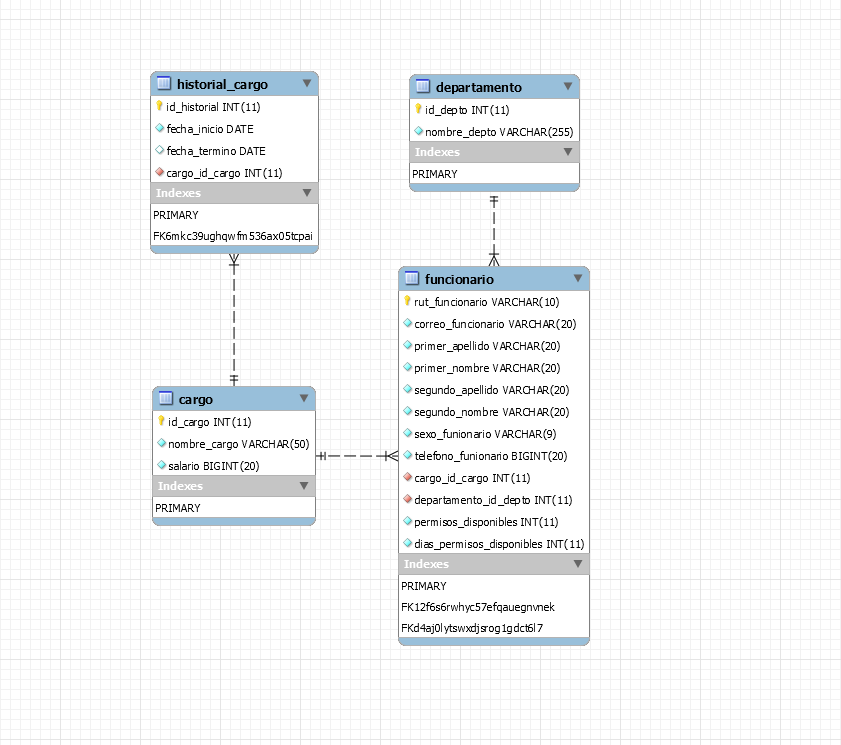 historial_cargo
id_historial INT(11)
fecha_inicio DATE
fecha_termino DATE
cargo_id_cargo INT(11)
Indexes
PRIMARY
FK6mkc39ughqwfm536ax05tcpai
departamento
id_depto INT(11)
nombre_depto VARCHAR(255)
Indexes
PRIMARY
cargo
id_cargo INT(11)
nombre_cargo VARCHAR(50)
salario BIGINT(20)
Indexes
PRIMARY
funcionario
rut_funcionario VARCHAR(10)
correo_funcionario VARCHAR(20)
primer_apellido VARCHAR(20)
primer_nombre VARCHAR(20)
segundo_apellido VARCHAR(20)
segundo_nombre VARCHAR(20)
sexo_funionario VARCHAR(9)
telefono_funionario BIGINT(20)
cargo_id_cargo INT(11)
departamento_id_depto INT(11)
permisos_disponibles INT(11)
dias_permisos_disponibles INT(11)
Indexes
PRIMARY
FK12f6s6rwhyc57efqauegnvnek
FKd4aj0lytswxdjsrog1gdct6l7